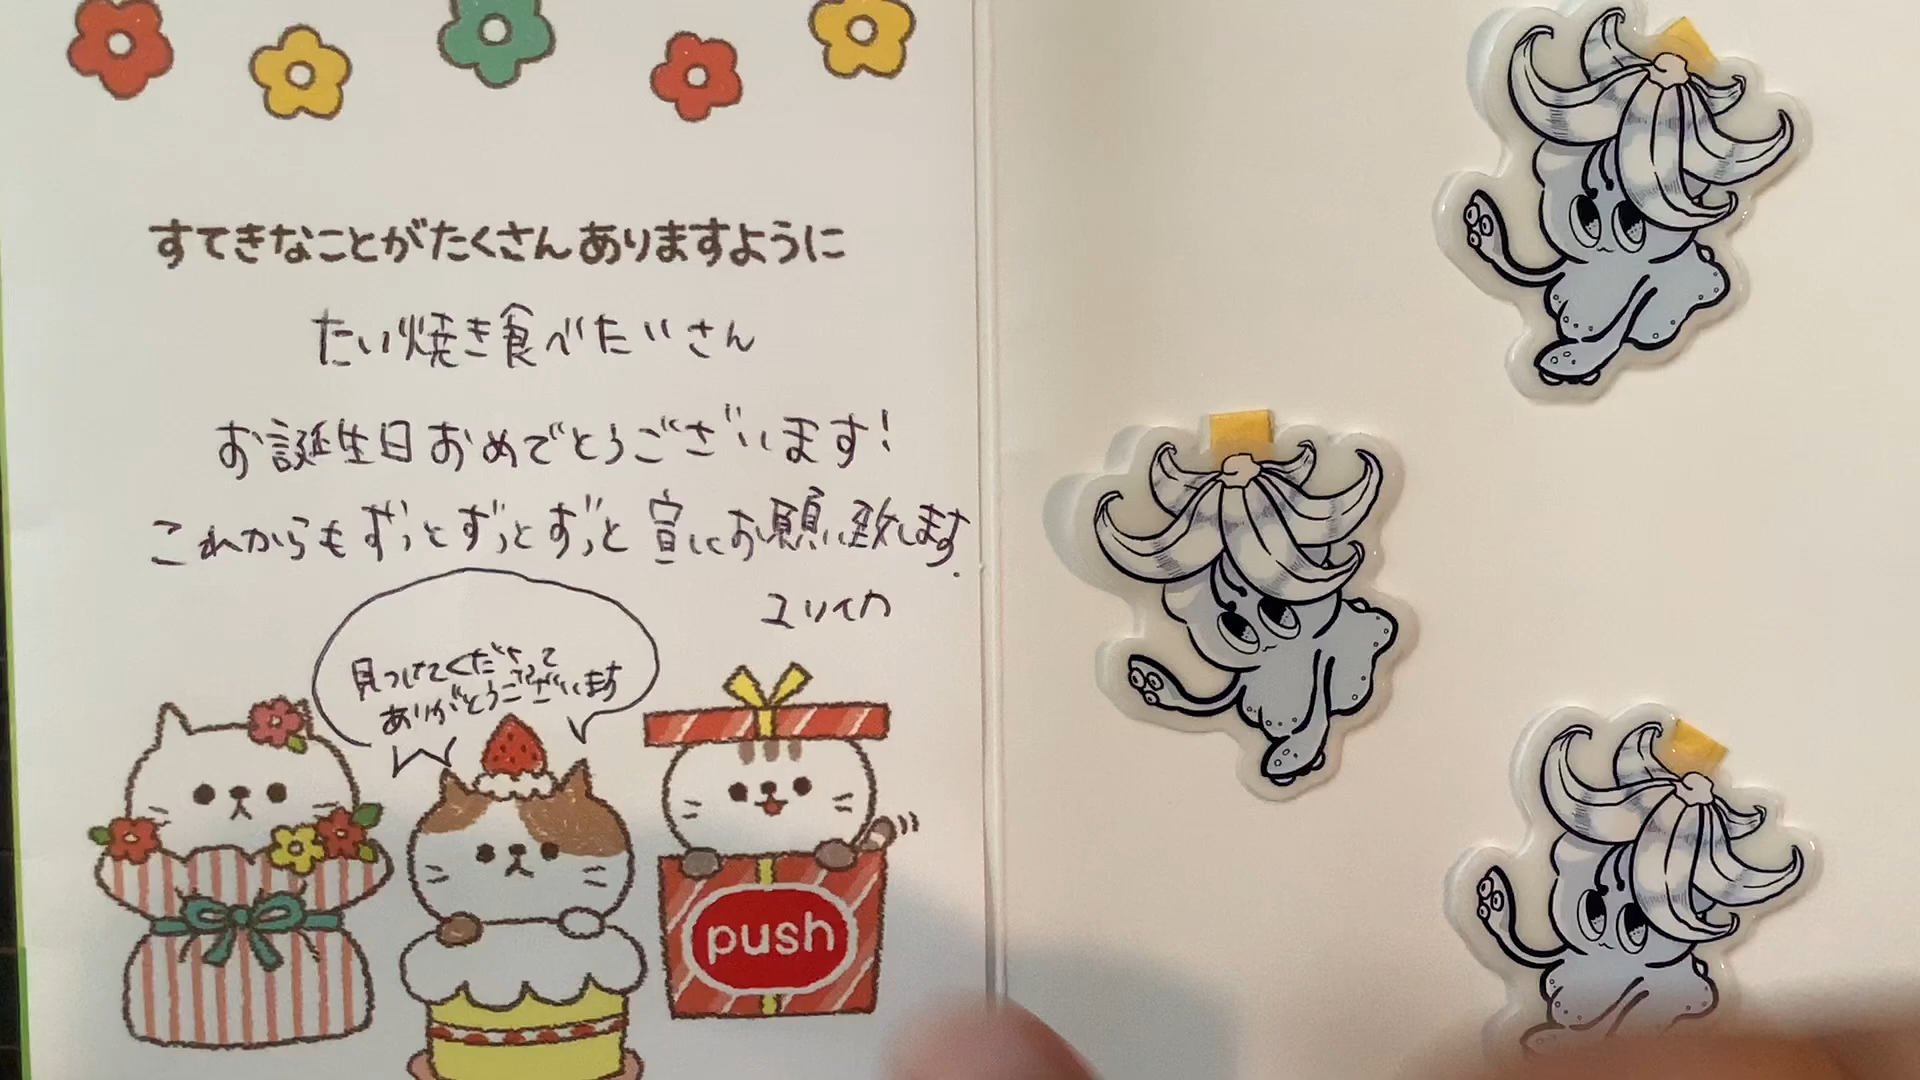 すてきなことがたくさんありますように
たい焼き食べたいさん
お誕生日おめでとうございます!
これからもずっとずっとずっと宜しくお願い致します.
ユリイカ
見つけてくださって
ありがとうございます
push